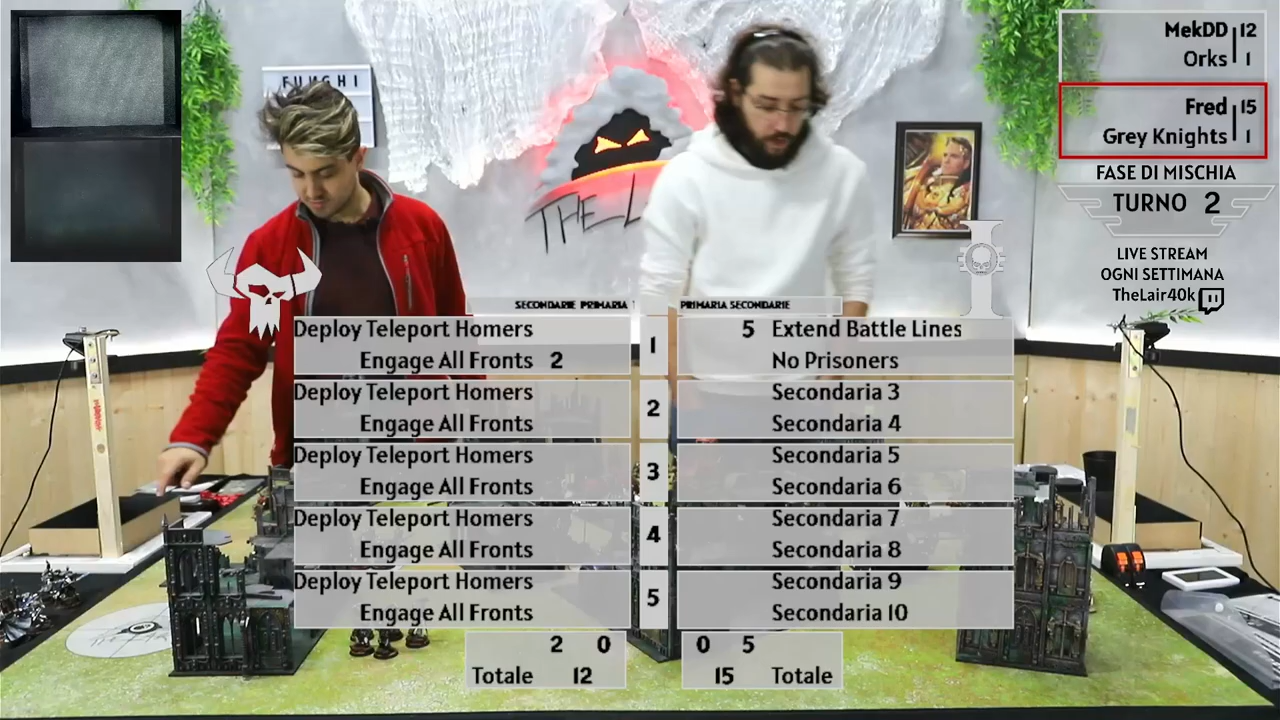 FUNGHI
THE L
MekDD 12
Orks 1
Fred 15
Grey Knights 1
FASE DI MISCHIA
TURNO 2
LIVE STREAM
OGNI SETTIMANA
TheLair40k
SECONDARIE PRIMARIA
PRIMARIA SECONDARIE
Deploy Teleport Homers
Engage All Fronts 2
1
5 Extend Battle Lines
No Prisoners
Deploy Teleport Homers
Engage All Fronts
2
Secondaria 3
Secondaria 4
Deploy Teleport Homers
Engage All Fronts
3
Secondaria 5
Secondaria 6
Deploy Teleport Homers
Engage All Fronts
4
Secondaria 7
Secondaria 8
Deploy Teleport Homers
Engage All Fronts
5
Secondaria 9
Secondaria 10
2 0
Totale 12
0 5
15 Totale